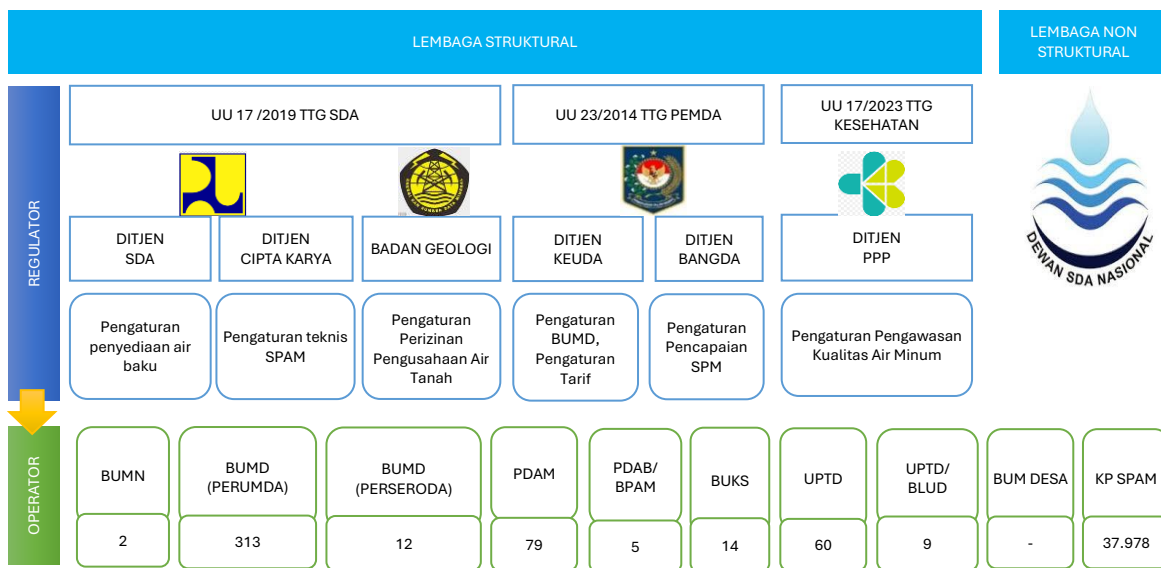 LEMBAGA STRUKTURAL
LEMBAGA NON
STRUKTURAL
REGULATOR
UU 17 /2019 TTG SDA
UU 23/2014 TTG PEMDA
UU 17/2023 TTG
KESEHATAN
DITJEN
SDA
DITJEN
CIPTA KARYA
BADAN GEOLOGI
DITJEN
KEUDA
DITJEN
BANGDA
DITJEN
PPP
DEWAN SDA NASIONAL
Pengaturan
penyediaan air
baku
Pengaturan teknis
SPAM
Pengaturan
Perizinan
Pengusahaan Air
Tanah
Pengaturan
BUMD,
Pengaturan
Tarif
Pengaturan
Pencapaian
SPM
Pengaturan Pengawasan
Kualitas Air Minum
OPERATOR
BUMN
BUMD
(PERUMDA)
BUMD
(PERSERODA)
PDAM
PDAB/
BPAM
BUKS
UPTD
UPTD/
BLUD
BUM DESA
KP SPAM
2
313
12
79
5
14
60
9
-
37.978